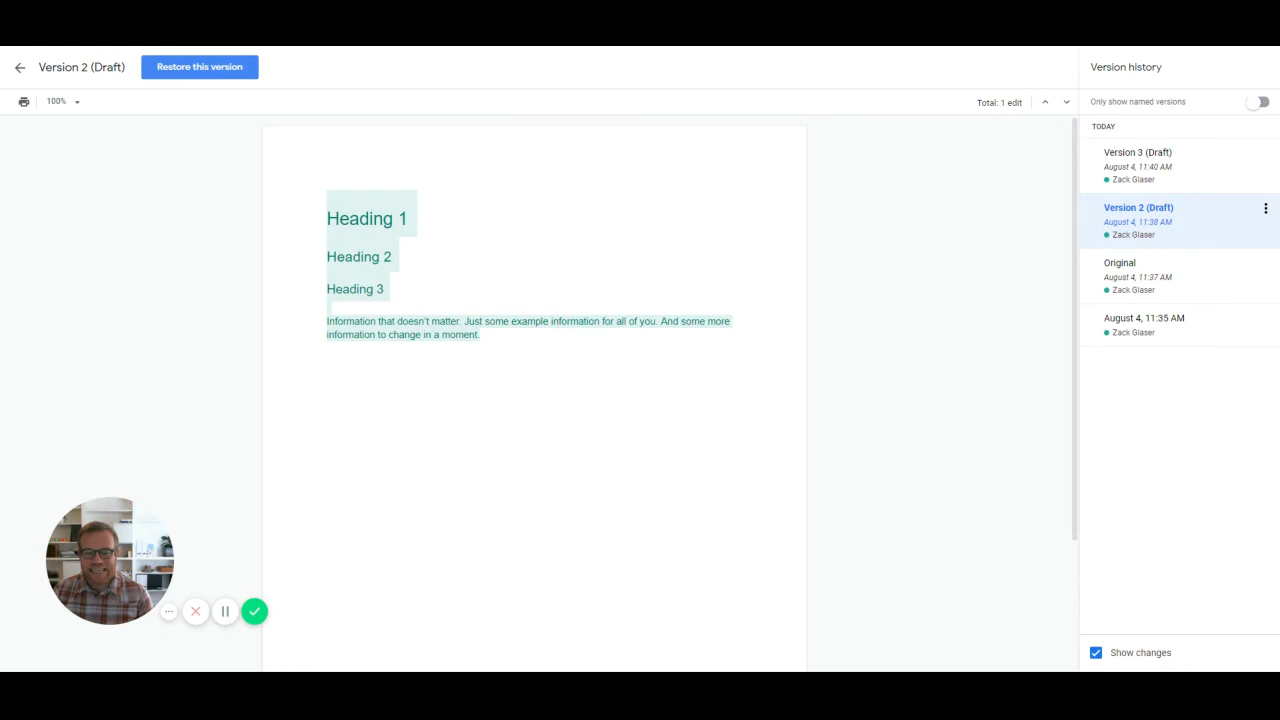 Version 2 (Draft)
Restore this version
Version history
100%
Total: 1 edit
Only show named versions
TODAY
Version 3 (Draft)
August 4, 11:40 AM
Zack Glaser
Version 2 (Draft)
August 4, 11:38 AM
Zack Glaser
Original
August 4, 11:37 AM
Zack Glaser
August 4, 11:35 AM
Zack Glaser
Heading 1
Heading 2
Heading 3
Information that doesn't matter. Just some example information for all of you. And some more
information to change in a moment.
Show changes